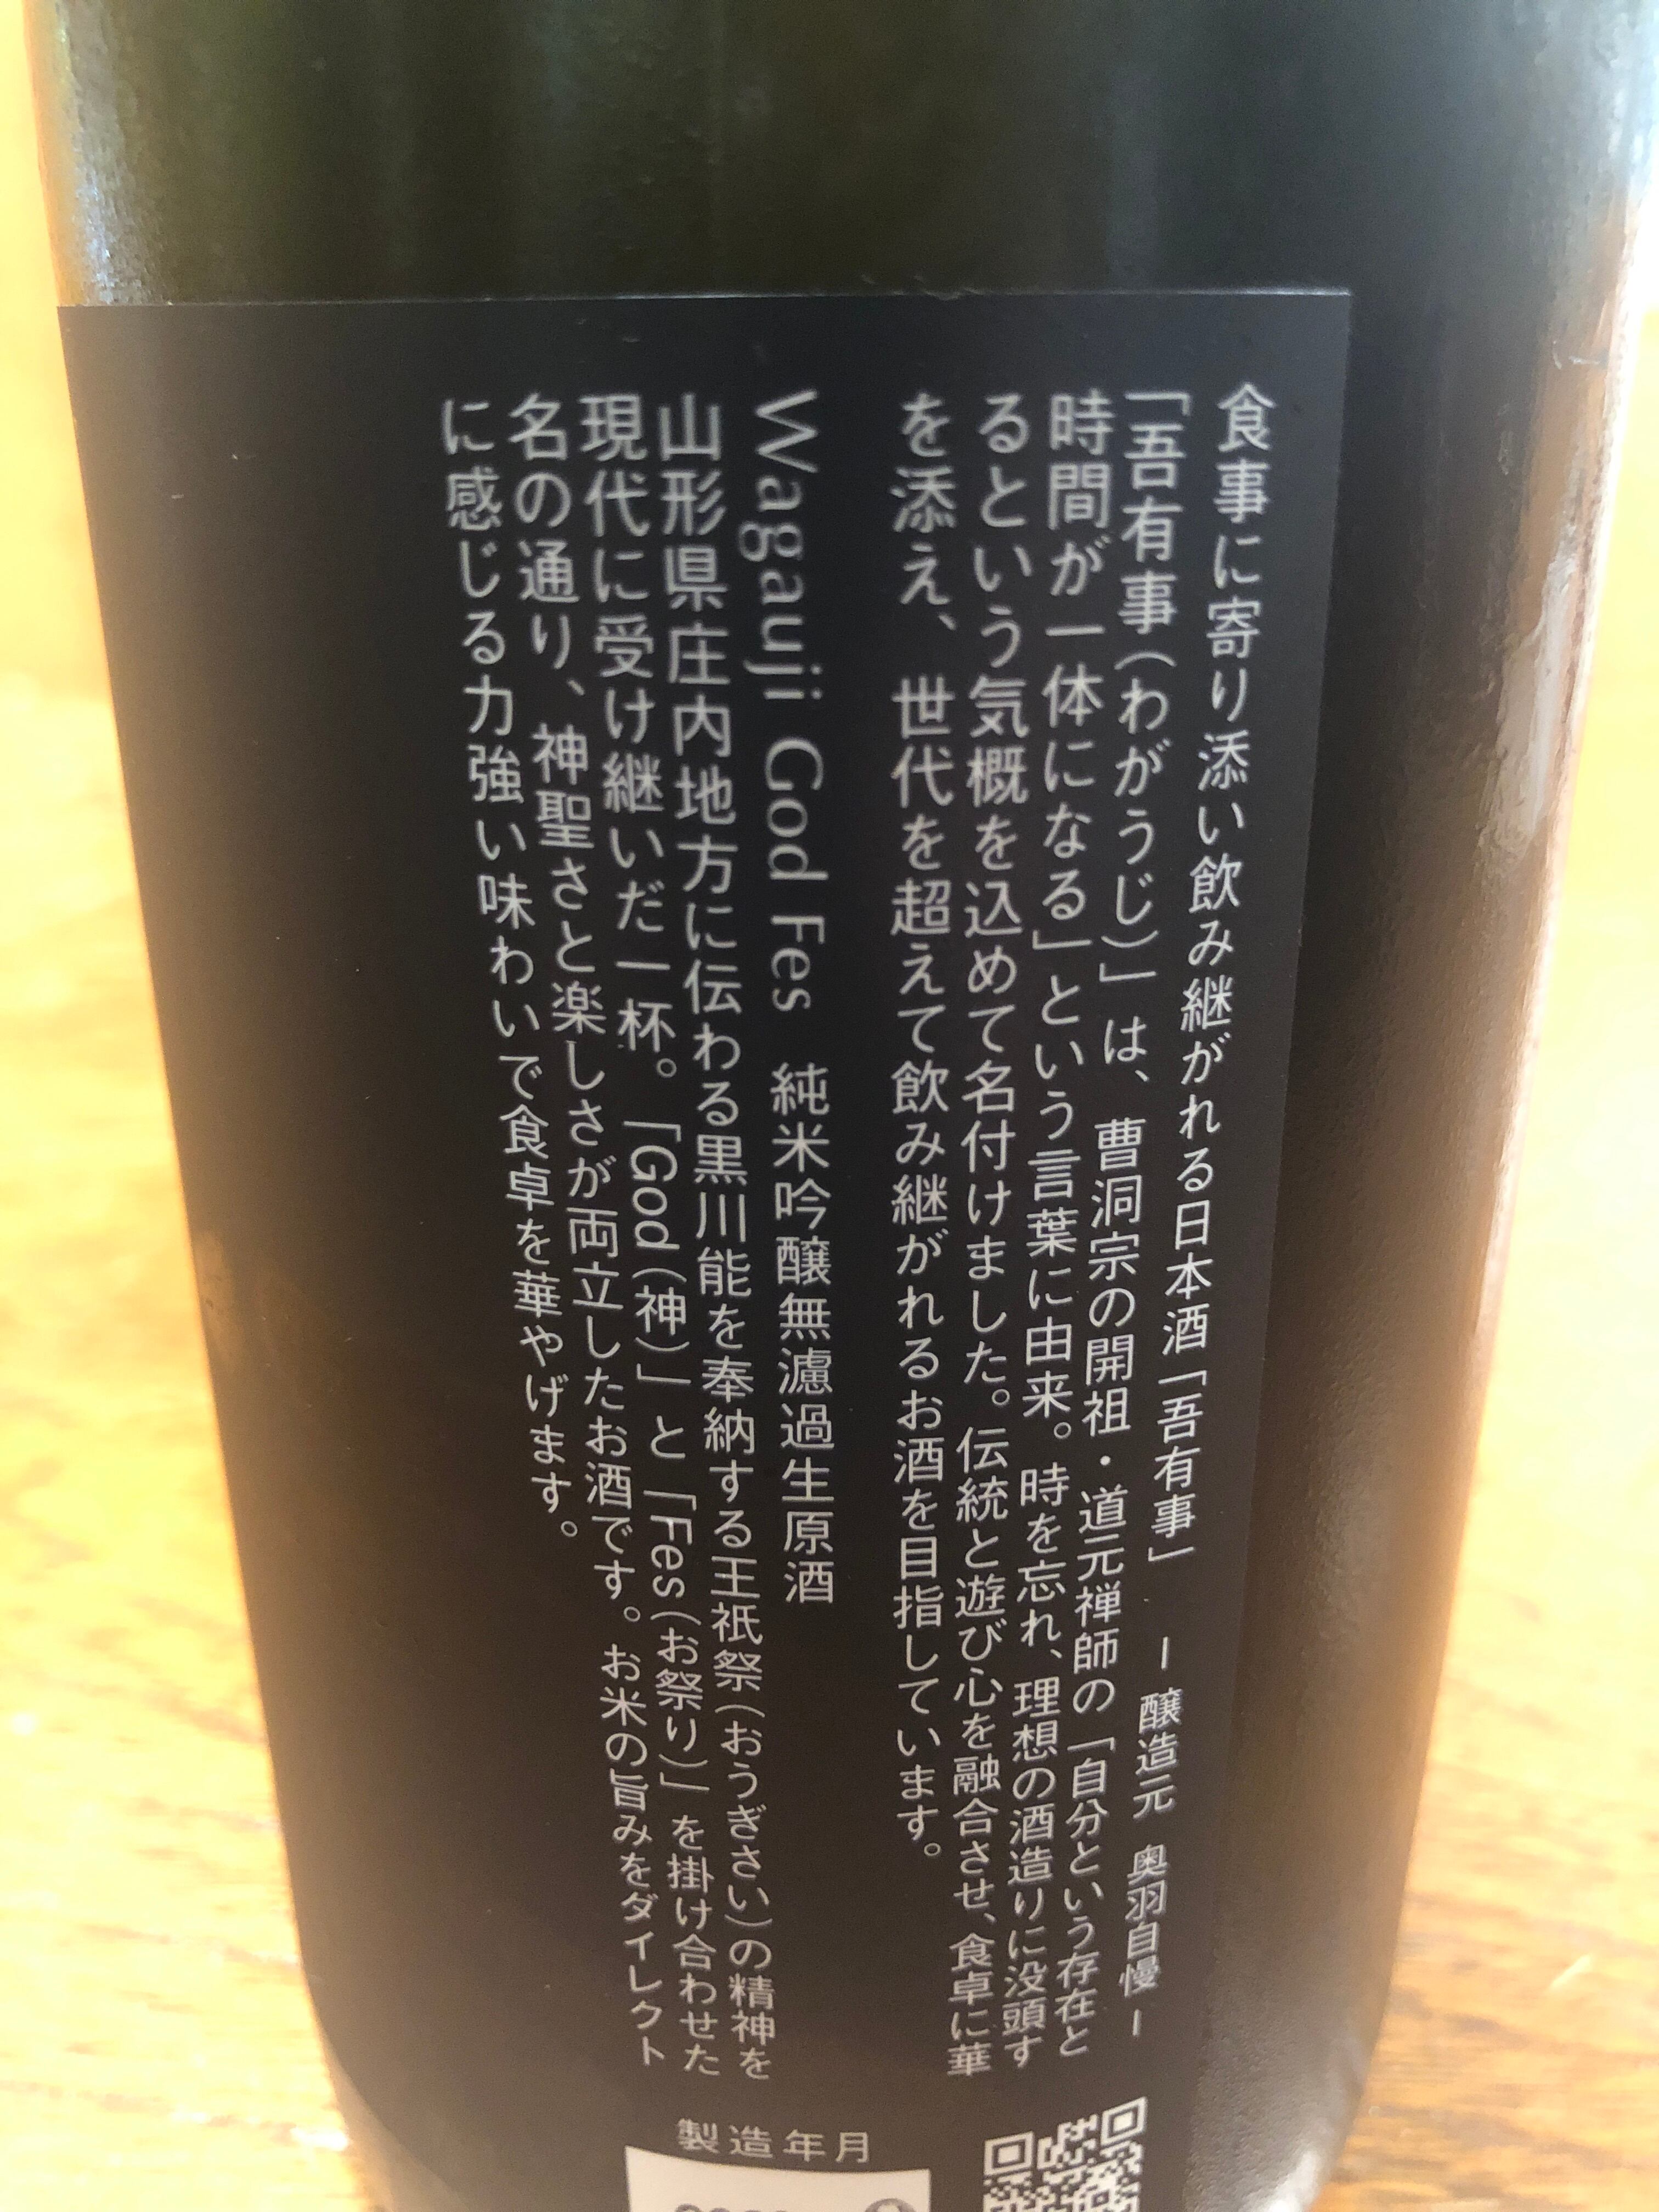 食事に寄り添い飲み継がれる日本酒「吾有事」 ー 醸造元 奥羽自慢 ー
「吾有事（わがうじ）」は、曹洞宗の開祖・道元禅師の「自分という存在と
時間が一体になる」という言葉に由来。時を忘れ、理想の酒造りに没頭す
るという気概を込めて名付けました。伝統と遊び心を融合させ、食卓に華
を添え、世代を超えて飲み継がれるお酒を目指しています。
Wagauji God Fes 純米吟醸無濾過生原酒
山形県庄内地方に伝わる黒川能を奉納する王祇祭（おうぎさい）の精神を
現代に受け継いだ一杯。「God（神）」と「Fes（お祭り）」を掛け合わせた
名の通り、神聖さと楽しさが両立したお酒です。お米の旨みをダイレクト
に感じる力強い味わいで食卓を華やげます。
製造年月